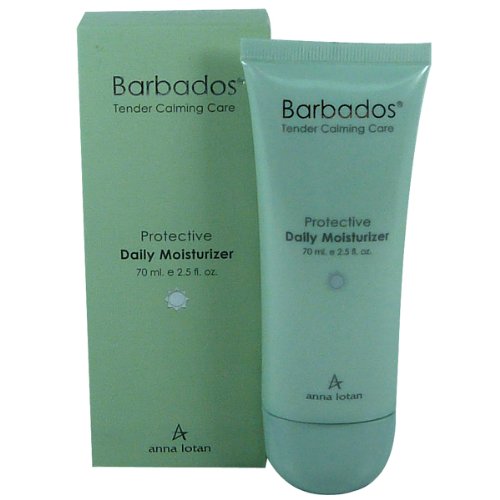 Barbados®
Tender Calming Care
Protective
Daily Moisturizer
70 ml. e 2.5 fl. oz.
anna lotan
Barbados®
Tender Calming Care
Protective
Daily Moisturizer
70 ml. e 2.5 fl. oz.
anna lotan